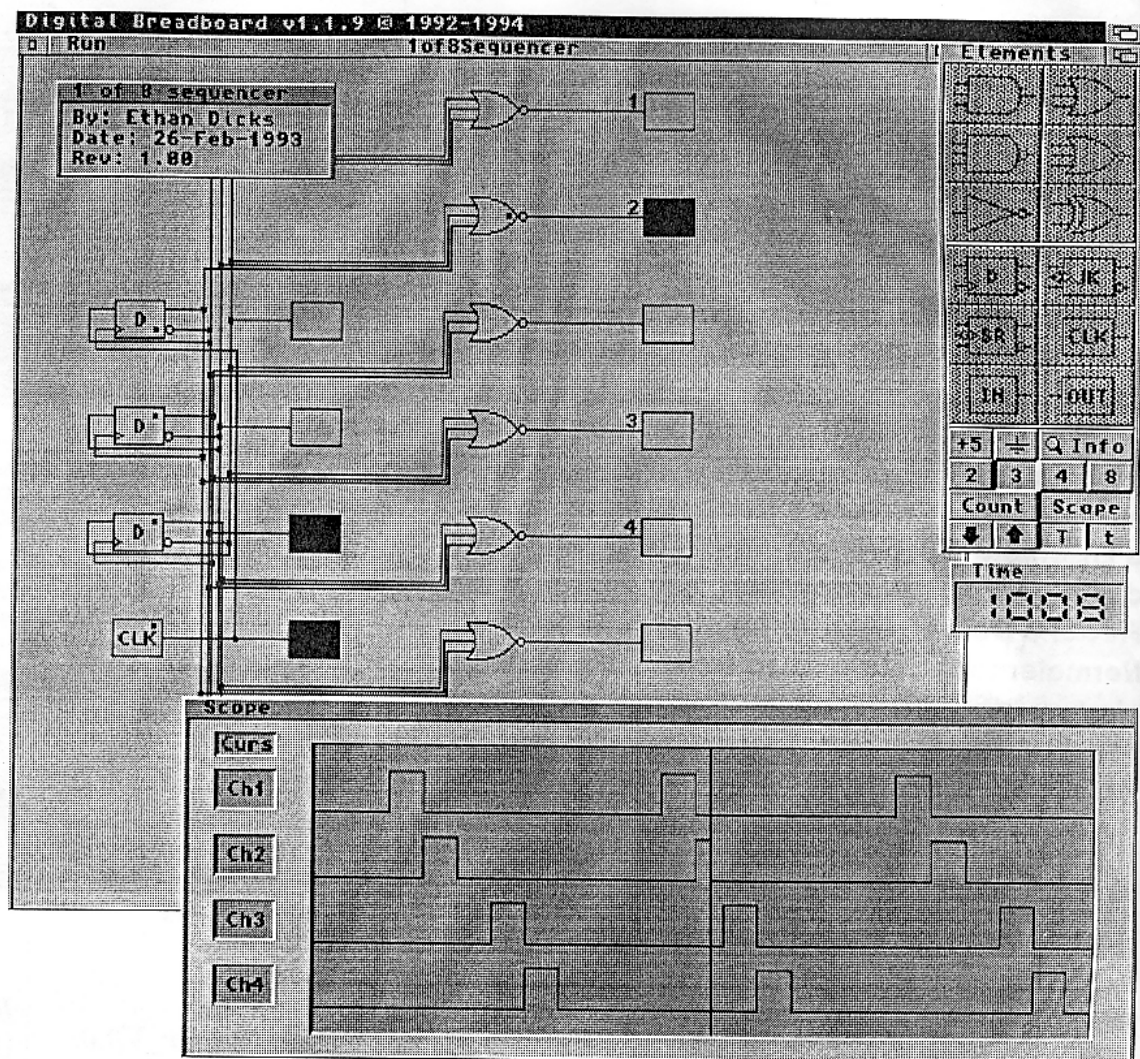 Digital Breadboard v1.1.9 © 1992-1994
Run
1of8Sequencer
Elements
1 of 8 sequencer
By: Ethan Dicks
Date: 26-Feb-1993
Rev: 1.00
1
2
D
D
3
D
4
CLK
D
JK
SR
CLK
IN
OUT
+5
Info
2
3
4
8
Count
Scope
T
t
Time
1008
Scope
Curs
Ch1
Ch2
Ch3
Ch4